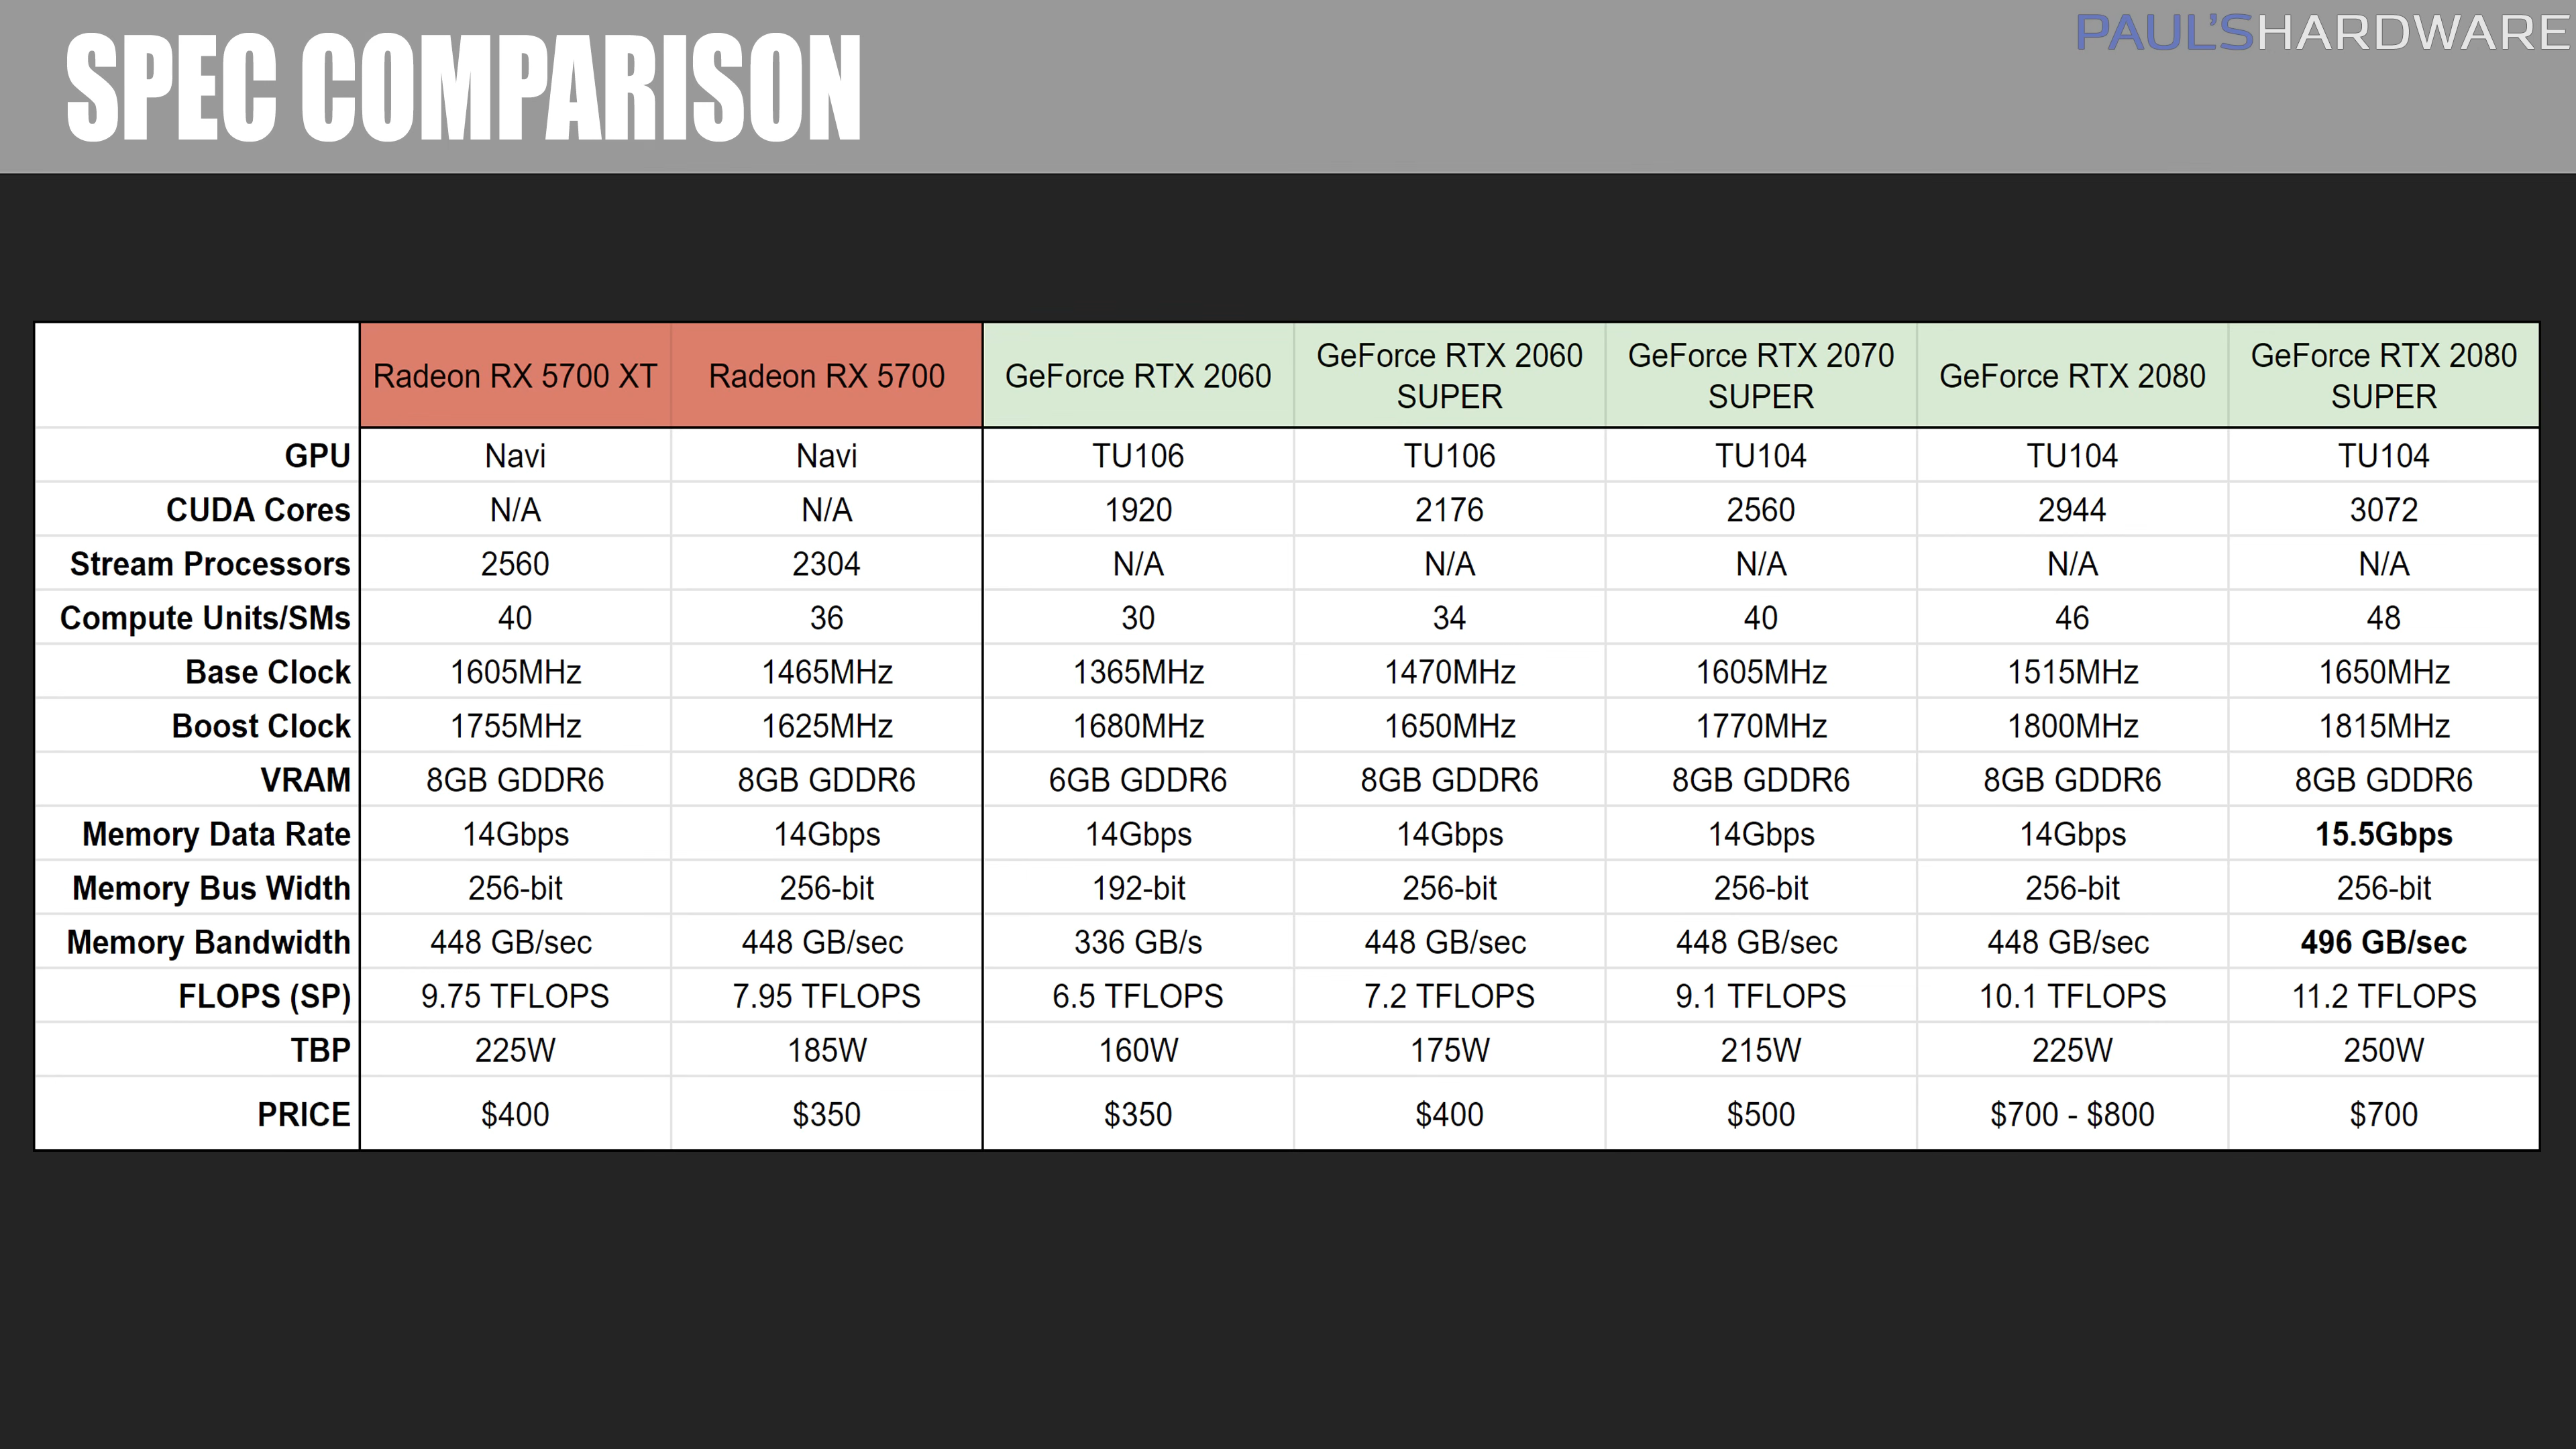 SPEC COMPARISON
PAUL'SHARDWARE
Radeon RX 5700 XT Radeon RX 5700 GeForce RTX 2060 GeForce RTX 2060 SUPER GeForce RTX 2070 SUPER GeForce RTX 2080 GeForce RTX 2080 SUPER
GPU Navi Navi TU106 TU106 TU104 TU104 TU104
CUDA Cores N/A N/A 1920 2176 2560 2944 3072
Stream Processors 2560 2304 N/A N/A N/A N/A N/A
Compute Units/SMs 40 36 30 34 40 46 48
Base Clock 1605MHz 1465MHz 1365MHz 1470MHz 1605MHz 1515MHz 1650MHz
Boost Clock 1755MHz 1625MHz 1680MHz 1650MHz 1770MHz 1800MHz 1815MHz
VRAM 8GB GDDR6 8GB GDDR6 6GB GDDR6 8GB GDDR6 8GB GDDR6 8GB GDDR6 8GB GDDR6
Memory Data Rate 14Gbps 14Gbps 14Gbps 14Gbps 14Gbps 14Gbps 15.5Gbps
Memory Bus Width 256-bit 256-bit 192-bit 256-bit 256-bit 256-bit 256-bit
Memory Bandwidth 448 GB/sec 448 GB/sec 336 GB/s 448 GB/sec 448 GB/sec 448 GB/sec 496 GB/sec
FLOPS (SP) 9.75 TFLOPS 7.95 TFLOPS 6.5 TFLOPS 7.2 TFLOPS 9.1 TFLOPS 10.1 TFLOPS 11.2 TFLOPS
TBP 225W 185W 160W 175W 215W 225W 250W
PRICE $400 $350 $350 $400 $500 $700 - $800 $700